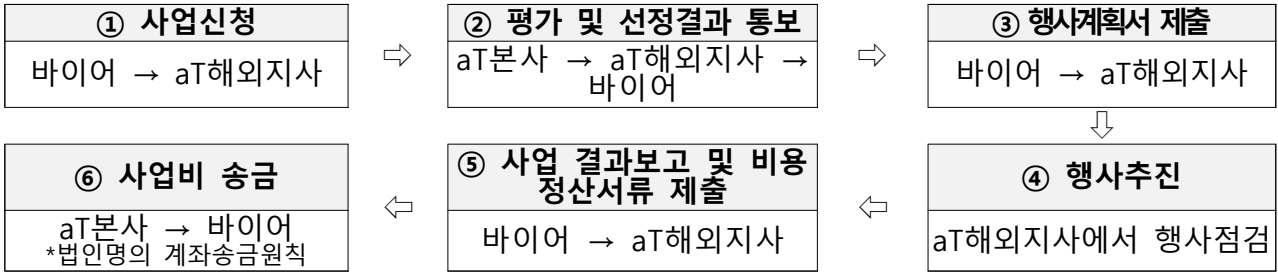 ① 사업신청
바이어 → aT해외지사
⇨
② 평가 및 선정결과 통보
aT본사 → aT해외지사 →
바이어
⇨
③ 행사계획서 제출
바이어 → aT해외지사
⇩
④ 행사추진
aT해외지사에서 행사점검
⇦
⑤ 사업 결과보고 및 비용
정산서류 제출
바이어 → aT해외지사
⇦
⑥ 사업비 송금
aT본사 → 바이어
*법인명의 계좌송금원칙